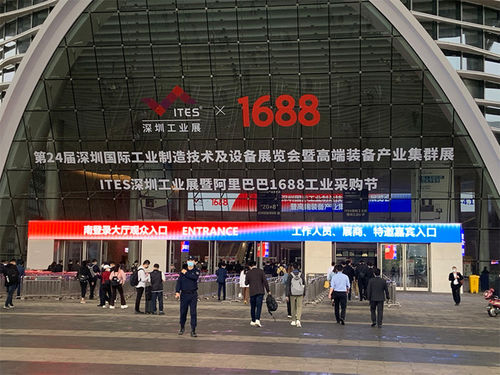 ITES®
深圳工业展
×
1688
第24届深圳国际工业制造技术及设备展览会暨高端装备产业集群展
ITES深圳工业展暨阿里巴巴1688工业采购节
南登录大厅观众入口 ENTRANCE 工作人员、展商、特邀嘉宾入口